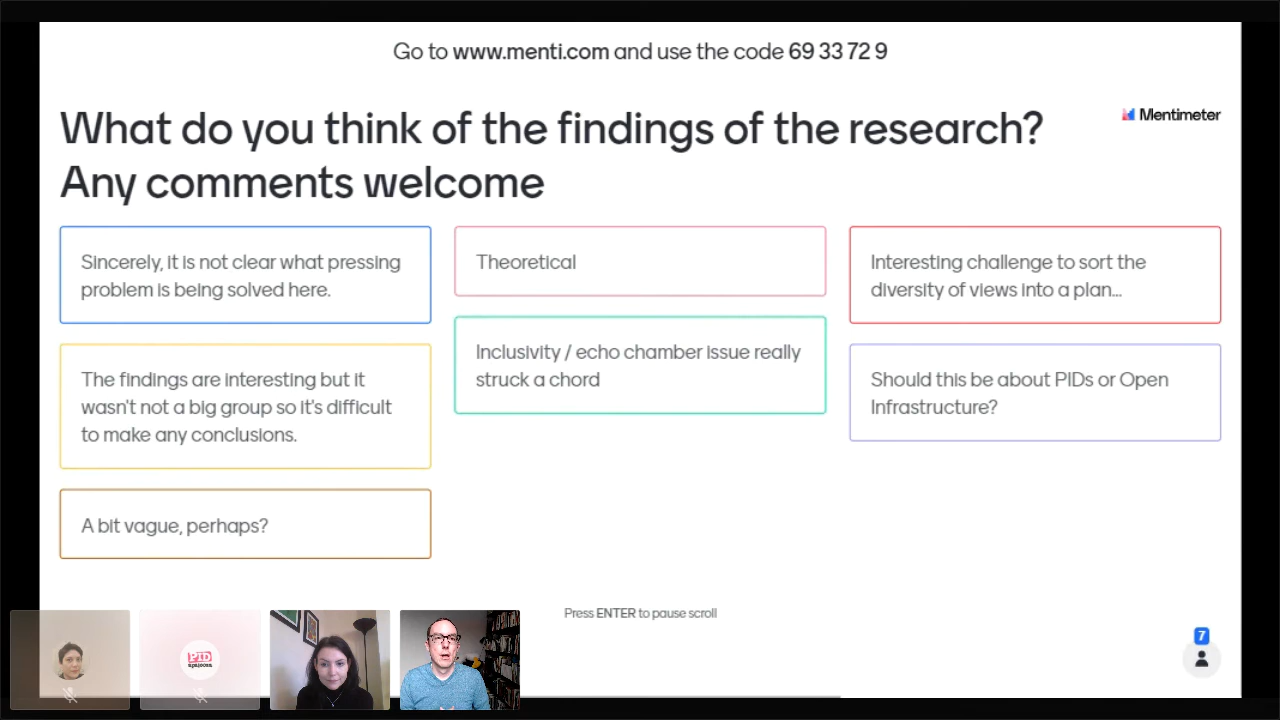 Go to www.menti.com and use the code 69 33 72 9
Mentimeter
What do you think of the findings of the research?
Any comments welcome
Sincerely, it is not clear what pressing
problem is being solved here.
The findings are interesting but it
wasn't not a big group so it's difficult
to make any conclusions.
A bit vague, perhaps?
Theoretical
Inclusivity / echo chamber issue really
struck a chord
Interesting challenge to sort the
diversity of views into a plan...
Should this be about PIDs or Open
Infrastructure?
Press ENTER to pause scroll
7
PID
apalooza